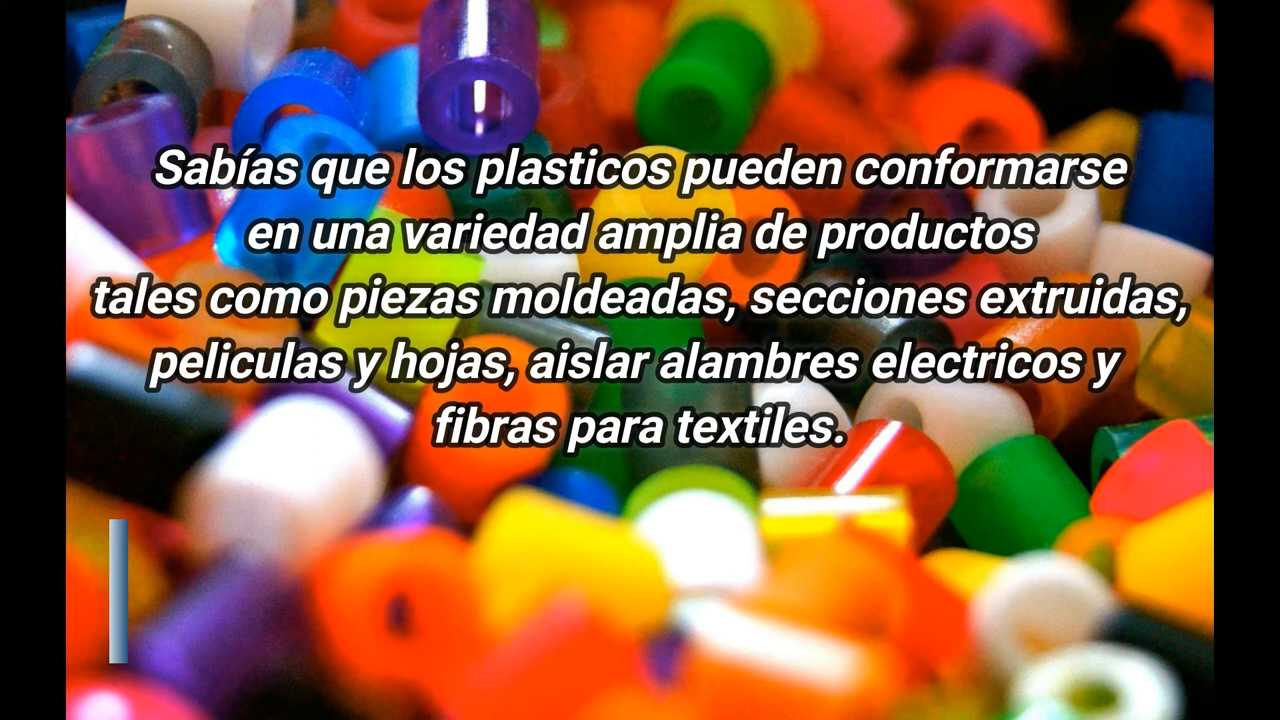 Sabías que los plasticos pueden conformarse
en una variedad amplia de productos
tales como piezas moldeadas, secciones extruidas,
peliculas y hojas, aislar alambres electricos y
fibras para textiles.